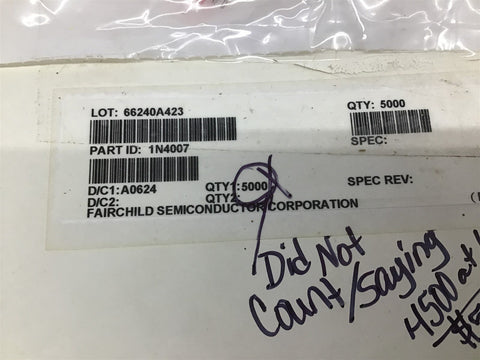 LOT: 66240A423
QTY: 5000
PART ID: 1N4007
SPEC:
D/C1:A0624 QTY1:5000 SPEC REV:
D/C2: QTY2:
FAIRCHILD SEMICONDUCTOR CORPORATION
Did Not
Count/saying
4500 at